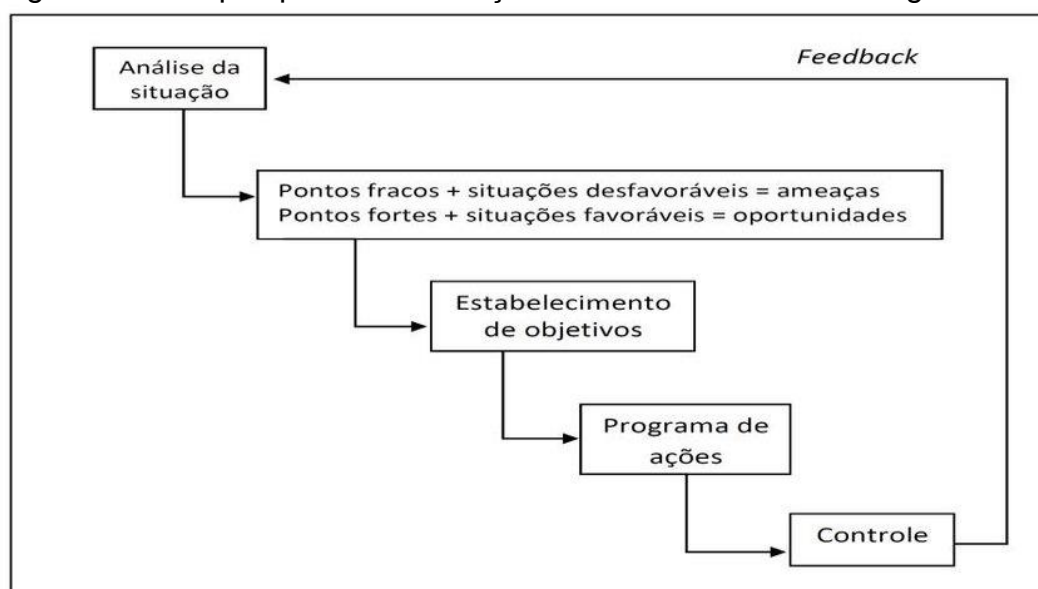 Feedback
Análise da
situação
Pontos fracos + situações desfavoráveis = ameaças
Pontos fortes + situações favoráveis = oportunidades
Estabelecimento
de objetivos
Programa de
ações
Controle